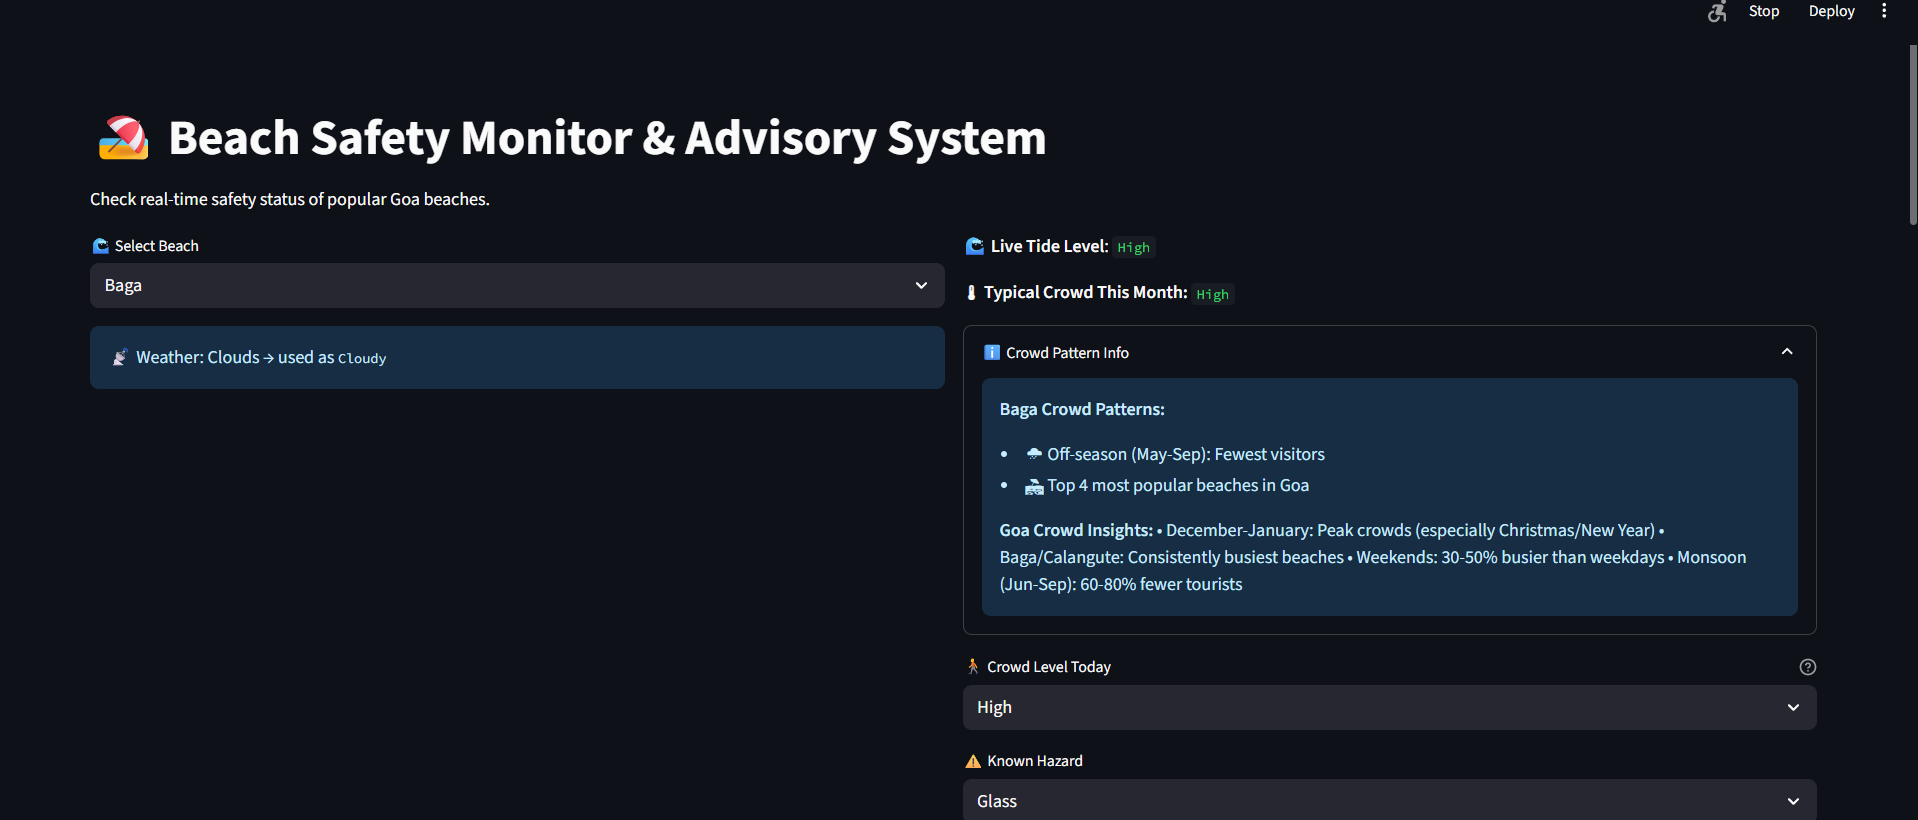 Stop Deploy
Beach Safety Monitor & Advisory System
Check real-time safety status of popular Goa beaches.
Select Beach
Baga
Weather: Clouds → used as Cloudy
Live Tide Level: High
Typical Crowd This Month: High
Crowd Pattern Info
Baga Crowd Patterns:
• Off-season (May-Sep): Fewest visitors
• Top 4 most popular beaches in Goa
Goa Crowd Insights: • December-January: Peak crowds (especially Christmas/New Year) •
Baga/Calangute: Consistently busiest beaches • Weekends: 30-50% busier than weekdays • Monsoon
(Jun-Sep): 60-80% fewer tourists
Crowd Level Today
High
Known Hazard
Glass